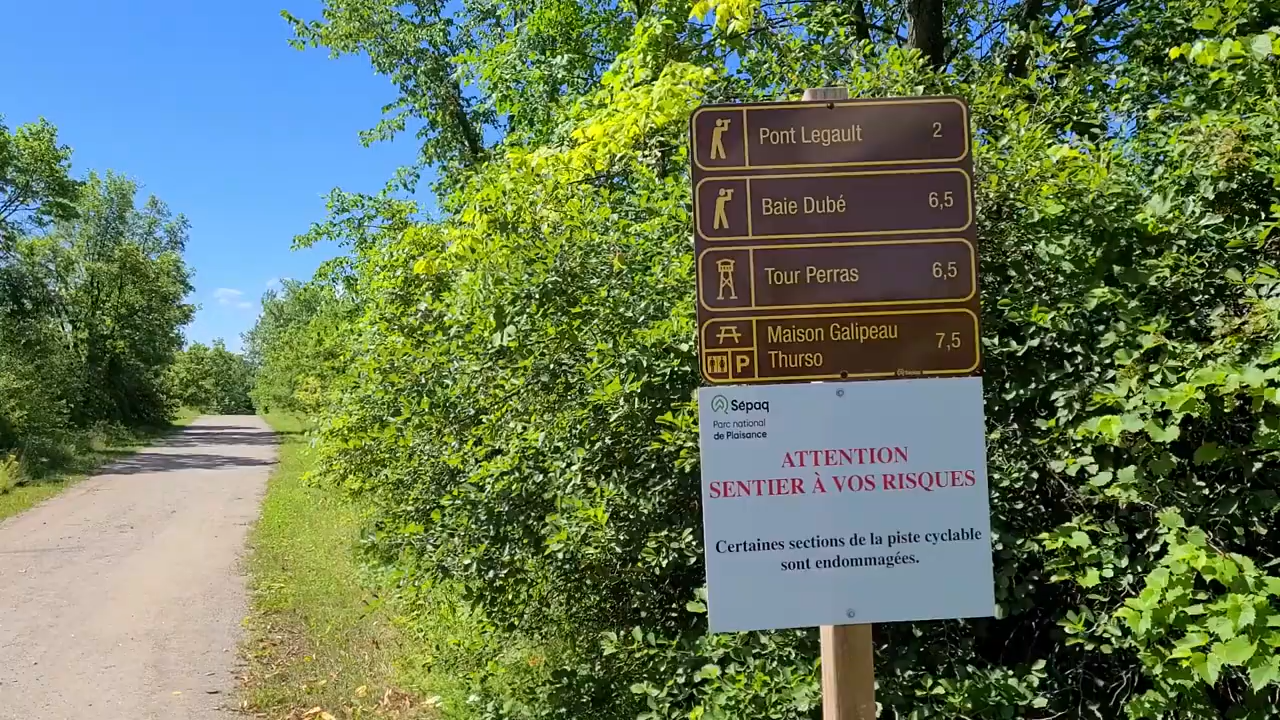 Pont Legault 2
Baie Dubé 6,5
Tour Perras 6,5
Maison Galipeau 7,5
Thurso
P
Sépaq
Parc national
de Plaisance
ATTENTION
SENTIER À VOS RISQUES
Certaines sections de la piste cyclable
sont endommagées.